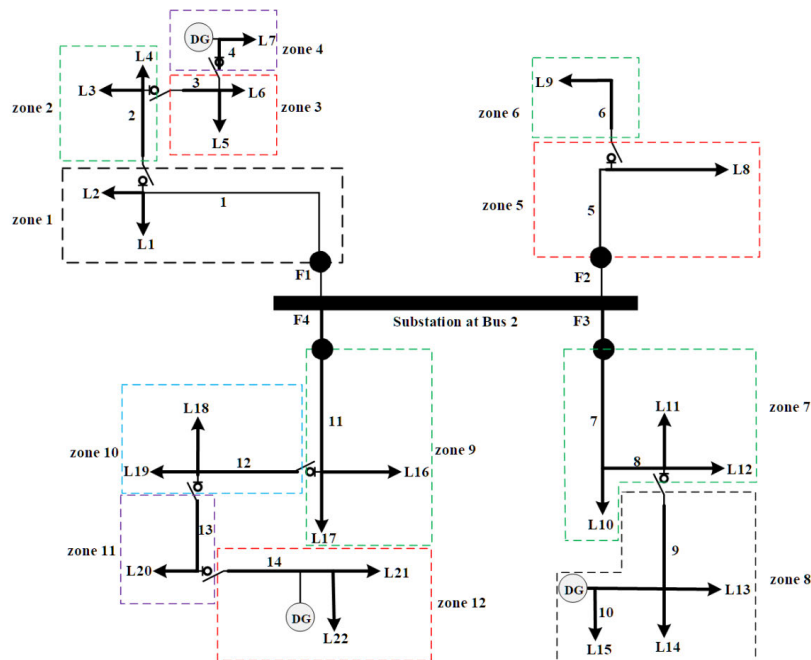 DG
4
L7
zone 4
L4
L3
2
zone 2
3
L6
L5
zone 3
L9
6
zone 6
L2
1
L1
zone 1
L8
5
zone 5
F1
F2
F4
Substation at Bus 2
F3
L18
L19
12
zone 10
11
L16
L17
zone 9
7
L11
8
L12
L10
zone 7
13
L20
zone 11
14
L21
DG
L22
zone 12
9
DG
10
L13
L15
L14
zone 8